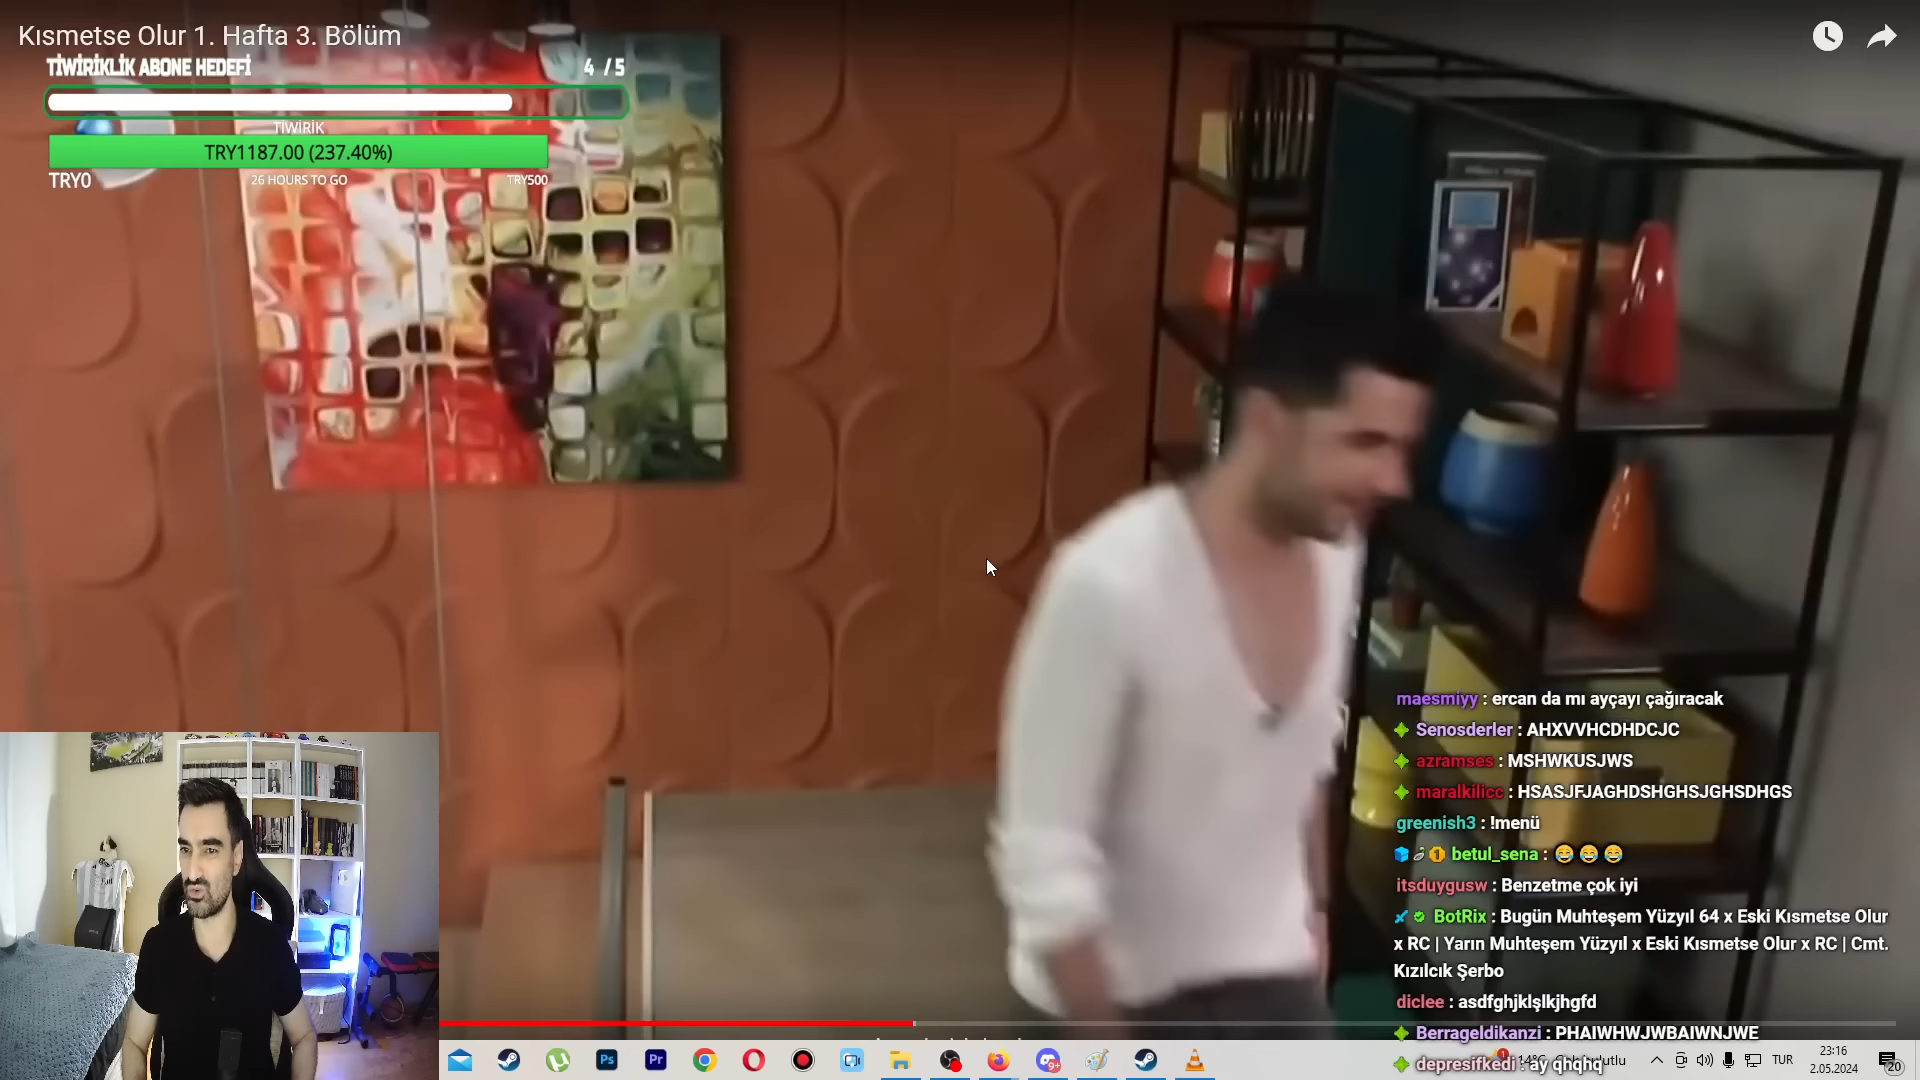 Kısmetse Olur 1. Hafta 3. Bölüm
TİWİRİKLİK ABONE HEDEFİ 4 / 5
TIWIRIK
TRY1187.00 (237.40%)
TRY0 26 HOURS TO GO TRY500
maesmiyy : ercan da mı ayçayı çağıracak
Senosderler : AHXVVHCDHDCJC
azramses : MSHWKUSJWS
maralkilicc : HSASJFJAGHDSHGHSJGHSDHGS
greenish3 : !menü
betul_sena : 😂 😂 😂
itsduygusw : Benzetme çok iyi
BotRix : Bugün Muhteşem Yüzyıl 64 x Eski Kısmetse Olur
x RC | Yarın Muhteşem Yüzyıl x Eski Kısmetse Olur x RC | Cmt.
Kızılcık Şerbo
diclee : asdfghjklşlkjhgfd
Berrageldikanzi : PHAIWHWJWBAIWNJWE
depresifkedi : ay qhqhq
Ps
Pr
9+
TUR
23:16
2.05.2024
20